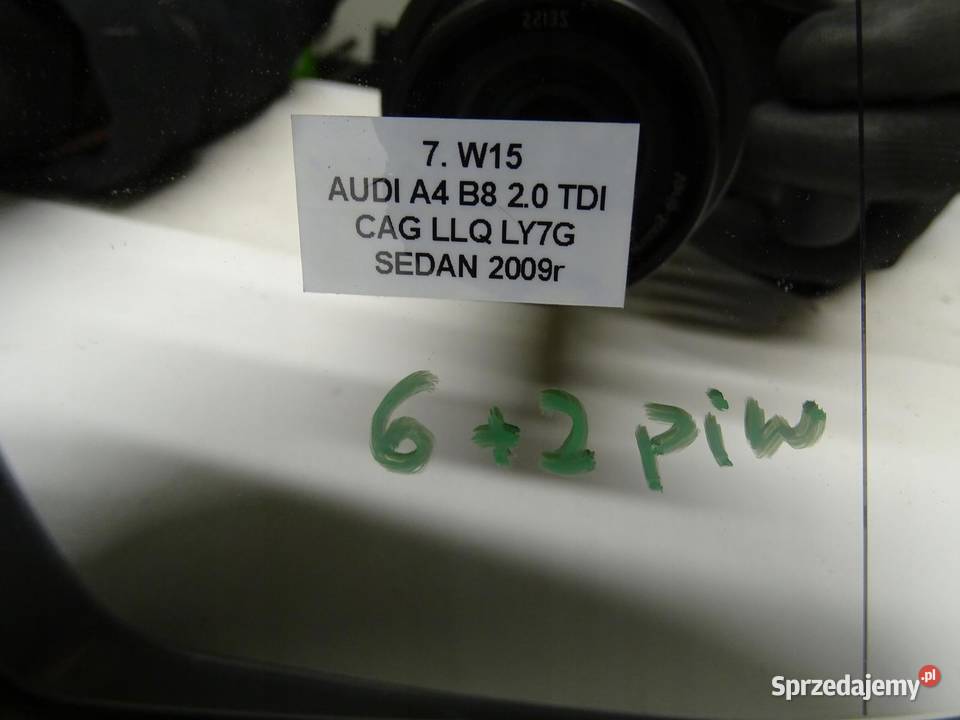 7. W15
AUDI A4 B8 2.0 TDI
CAG LLQ LY7G
SEDAN 2009r
6+2 piw
Sprzedajemy.pl